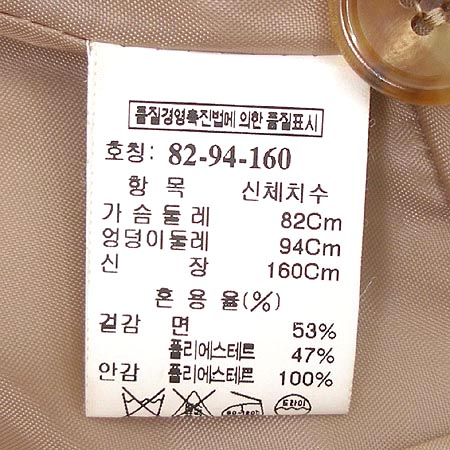 품질경영촉진법에 의한 품질표시
호칭: 82-94-160
항 목 신체치수
가슴둘레 82Cm
엉덩이둘레 94Cm
신 장 160Cm
혼용율(%)
겉감 면 53%
폴리에스테르 47%
안감 폴리에스테르 100%
드라이